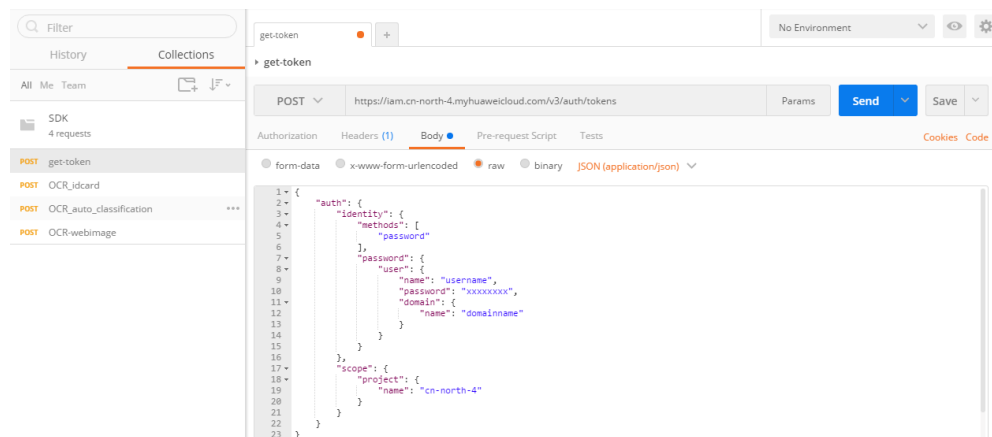 Filter
History Collections
All Me Team
SDK
4 requests
POST get-token
POST OCR_idcard
POST OCR_auto_classification
POST OCR-webimage
get-token
No Environment
get-token
POST https://iam.cn-north-4.myhuaweicloud.com/v3/auth/tokens Params Send Save
Authorization Headers (1) Body Pre-request Script Tests Cookies Code
form-data x-www-form-urlencoded raw binary JSON (application/json)
1 {
2 "auth": {
3 "identity": {
4 "methods": [
5 "password"
6 ],
7 "password": {
8 "user": {
9 "name": "username",
10 "password": "xxxxxxxx",
11 "domain": {
12 "name": "domainname"
13 }
14 }
15 }
16 },
17 "scope": {
18 "project": {
19 "name": "cn-north-4"
20 }
21 }
22 }
23 }